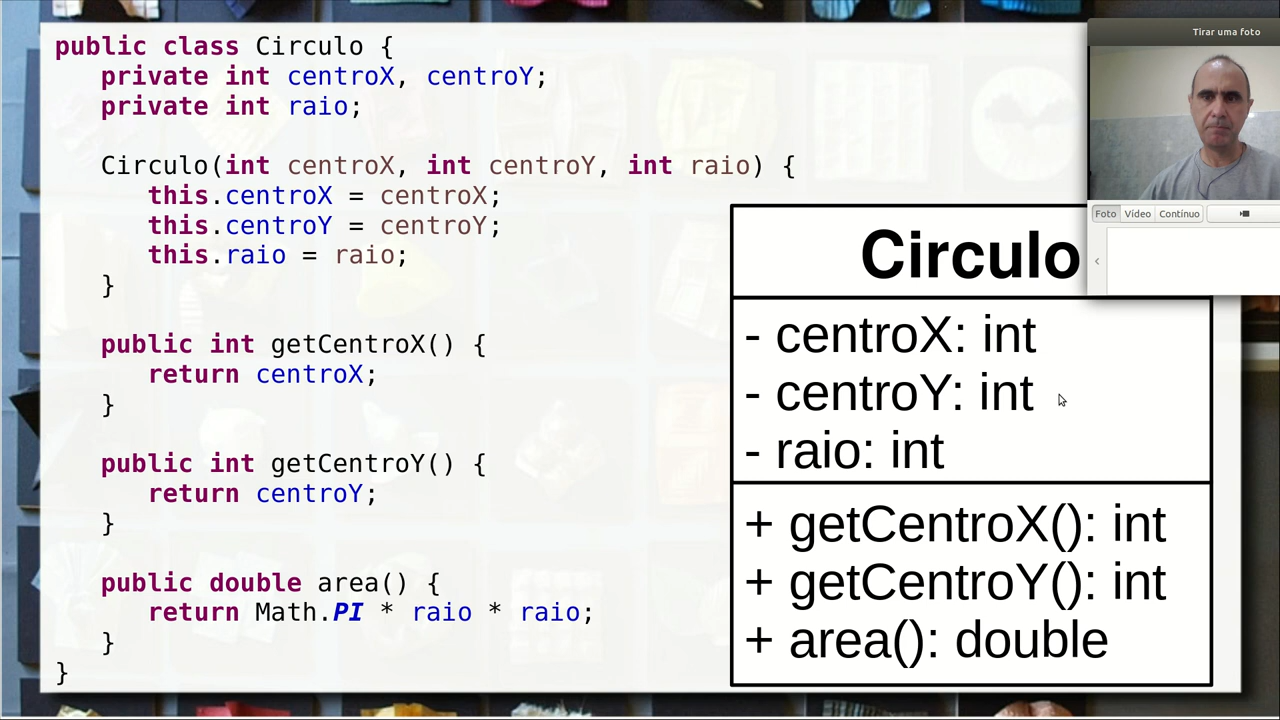 public class Circulo {
private int centroX, centroY;
private int raio;
Circulo(int centroX, int centroY, int raio) {
this.centroX = centroX;
this.centroY = centroY;
this.raio = raio;
}
public int getCentroX() {
return centroX;
}
public int getCentroY() {
return centroY;
}
public double area() {
return Math.PI * raio * raio;
}
}
Tirar uma foto
Foto
Vídeo
Contínuo
Circulo
- centroX: int
- centroY: int
- raio: int
+ getCentroX(): int
+ getCentroY(): int
+ area(): double